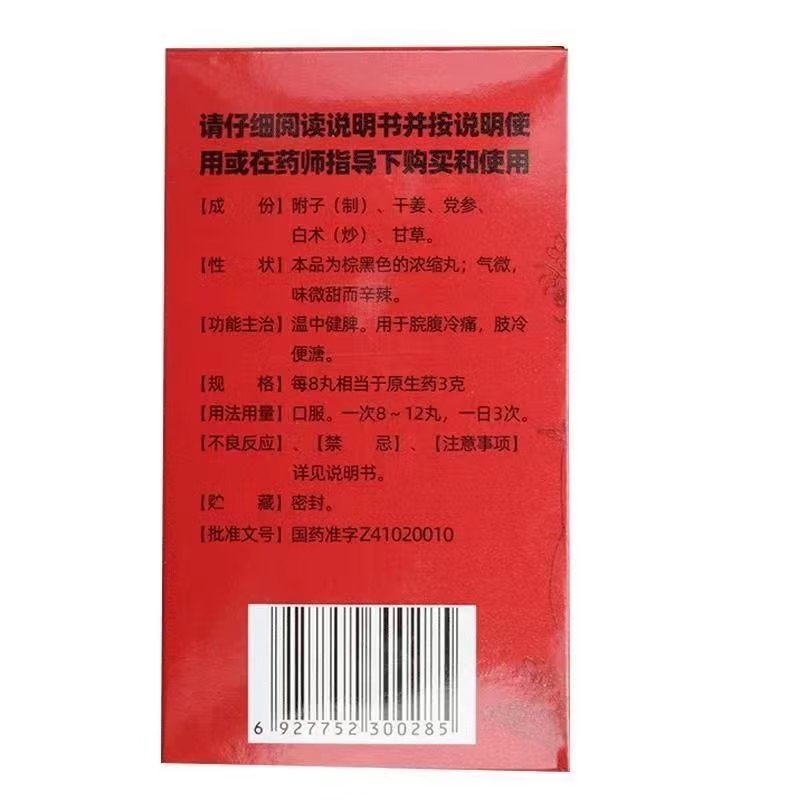 请仔细阅读说明书并按说明使
用或在药师指导下购买和使用
【成 份】附子（制）、干姜、党参、
白术（炒）、甘草。
【性 状】本品为棕黑色的浓缩丸；气微，
味微甜而辛辣。
【功能主治】温中健脾。用于脘腹冷痛，肢冷
便溏。
【规 格】每8丸相当于原生药3克
【用法用量】口服。一次8～12丸，一日3次。
【不良反应】、【禁 忌】、【注意事项】
详见说明书。
【贮 藏】密封。
【批准文号】国药准字Z41020010
6 927752 300285